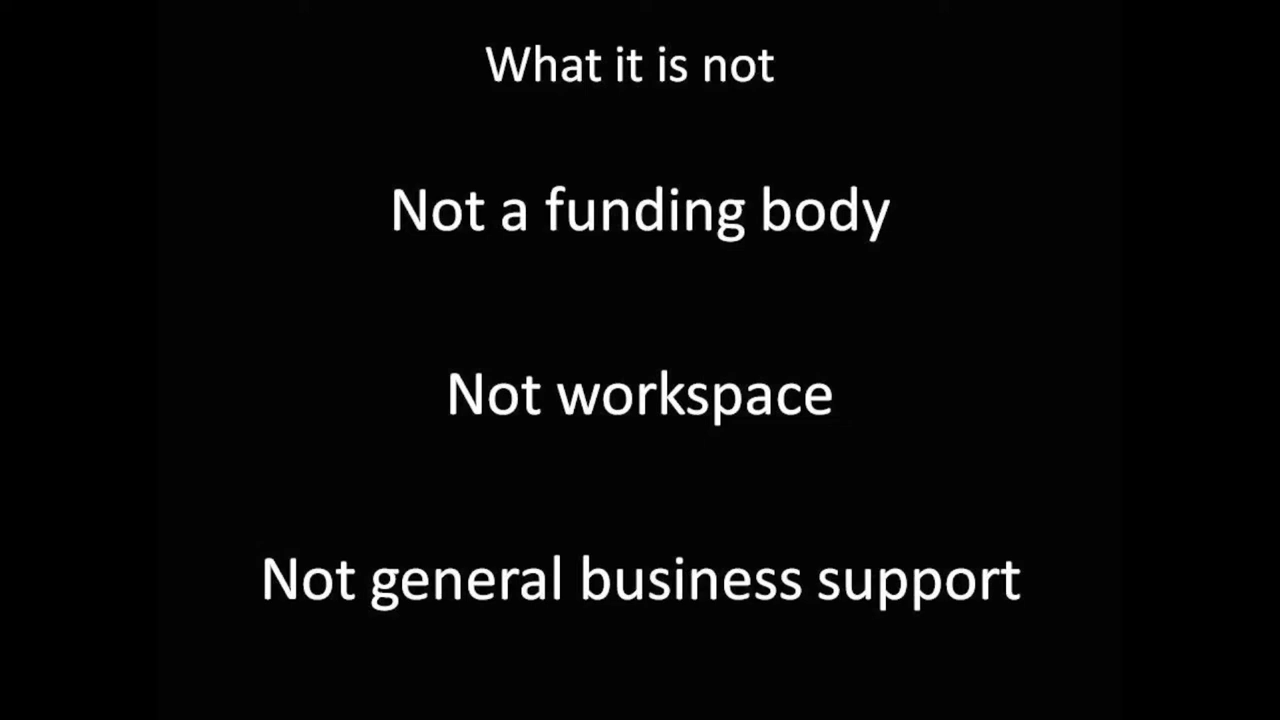 What it is not
Not a funding body
Not workspace
Not general business support